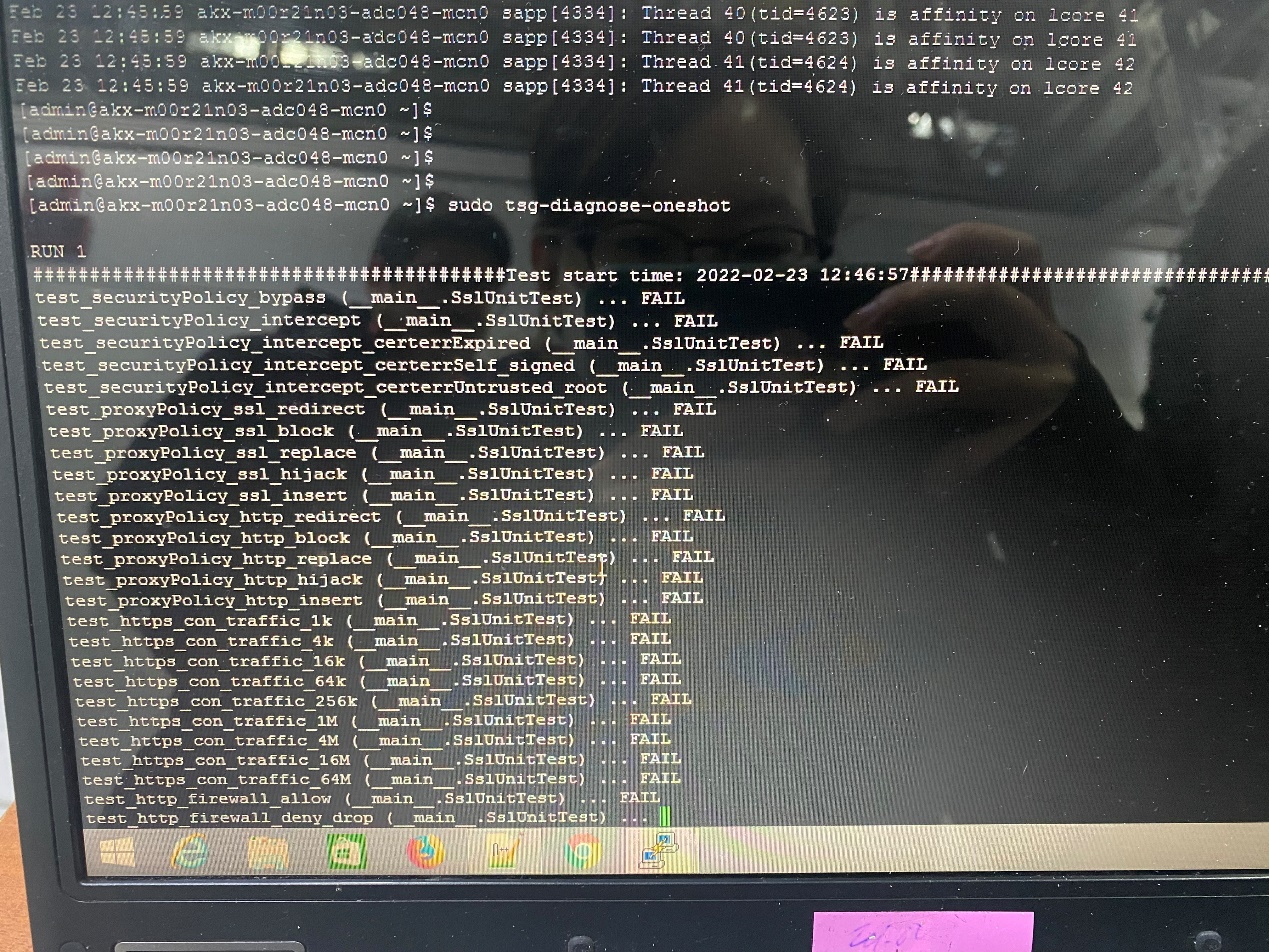 Feb 23 12:45:59 akx-m00r21n03-adc048-mcn0 sapp[4334]: Thread 40(tid=4623) is affinity on lcore 41
Feb 23 12:45:59 akx-m00r21n03-adc048-mcn0 sapp[4334]: Thread 40(tid=4623) is affinity on lcore 41
Feb 23 12:45:59 akx-m00r21n03-adc048-mcn0 sapp[4334]: Thread 41(tid=4624) is affinity on lcore 42
Feb 23 12:45:59 akx-m00r21n03-adc048-mcn0 sapp[4334]: Thread 41(tid=4624) is affinity on lcore 42
[admin@akx-m00r21n03-adc048-mcn0 ~]$
[admin@akx-m00r21n03-adc048-mcn0 ~]$
[admin@akx-m00r21n03-adc048-mcn0 ~]$
[admin@akx-m00r21n03-adc048-mcn0 ~]$
[admin@akx-m00r21n03-adc048-mcn0 ~]$ sudo tsg-diagnose-oneshot
RUN 1
##########################################Test start time: 2022-02-23 12:46:57################################
test_securityPolicy_bypass (__main__.SslUnitTest) ... FAIL
test_securityPolicy_intercept (__main__.SslUnitTest) ... FAIL
test_securityPolicy_intercept_certerrExpired (__main__.SslUnitTest) ... FAIL
test_securityPolicy_intercept_certerrSelf_signed (__main__.SslUnitTest) ... FAIL
test_securityPolicy_intercept_certerrUntrusted_root (__main__.SslUnitTest) ... FAIL
test_proxyPolicy_ssl_redirect (__main__.SslUnitTest) ... FAIL
test_proxyPolicy_ssl_block (__main__.SslUnitTest) ... FAIL
test_proxyPolicy_ssl_replace (__main__.SslUnitTest) ... FAIL
test_proxyPolicy_ssl_hijack (__main__.SslUnitTest) ... FAIL
test_proxyPolicy_ssl_insert (__main__.SslUnitTest) ... FAIL
test_proxyPolicy_http_redirect (__main__.SslUnitTest) ... FAIL
test_proxyPolicy_http_block (__main__.SslUnitTest) ... FAIL
test_proxyPolicy_http_replace (__main__.SslUnitTest) ... FAIL
test_proxyPolicy_http_hijack (__main__.SslUnitTest) ... FAIL
test_proxyPolicy_http_insert (__main__.SslUnitTest) ... FAIL
test_https_con_traffic_1k (__main__.SslUnitTest) ... FAIL
test_https_con_traffic_4k (__main__.SslUnitTest) ... FAIL
test_https_con_traffic_16k (__main__.SslUnitTest) ... FAIL
test_https_con_traffic_64k (__main__.SslUnitTest) ... FAIL
test_https_con_traffic_256k (__main__.SslUnitTest) ... FAIL
test_https_con_traffic_1M (__main__.SslUnitTest) ... FAIL
test_https_con_traffic_4M (__main__.SslUnitTest) ... FAIL
test_https_con_traffic_16M (__main__.SslUnitTest) ... FAIL
test_https_con_traffic_64M (__main__.SslUnitTest) ... FAIL
test_http_firewall_allow (__main__.SslUnitTest) ... FAIL
test_http_firewall_deny_drop (__main__.SslUnitTest) ...